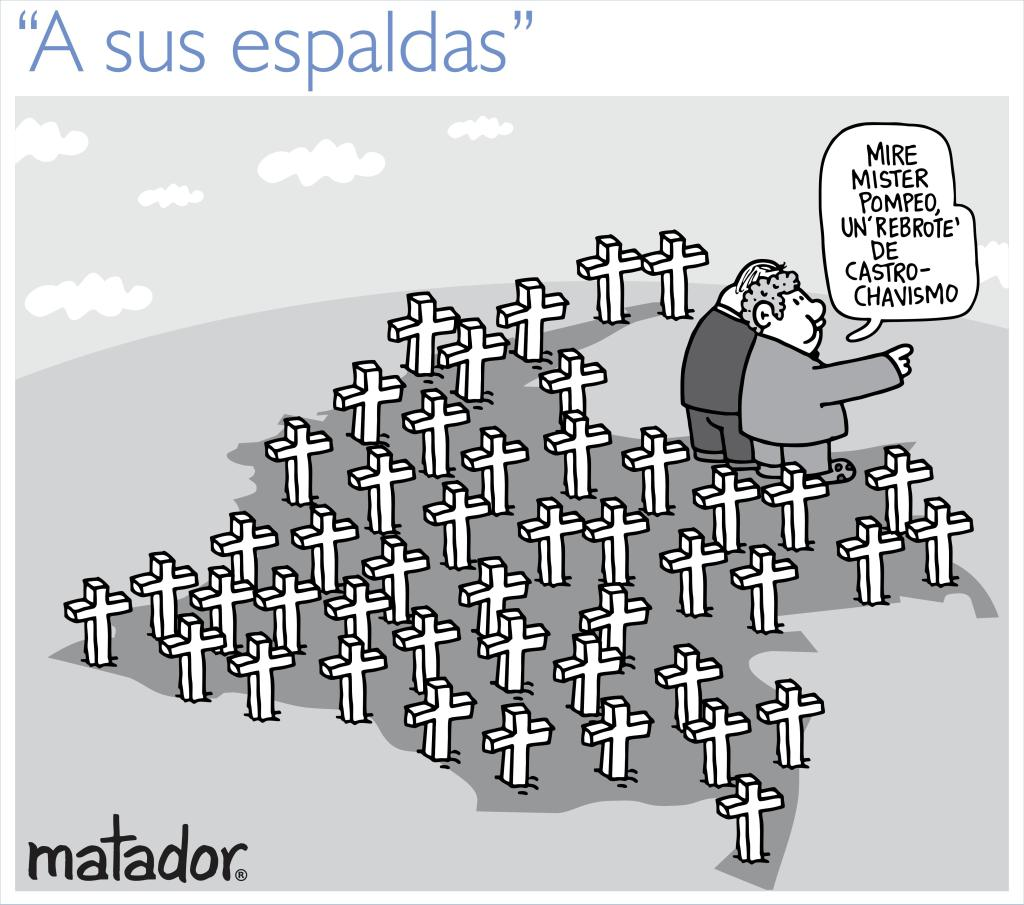 “A sus espaldas”
MIRE
MISTER
POMPEO,
UN 'REBROTE'
DE
CASTRO-
CHAVISMO
matador®